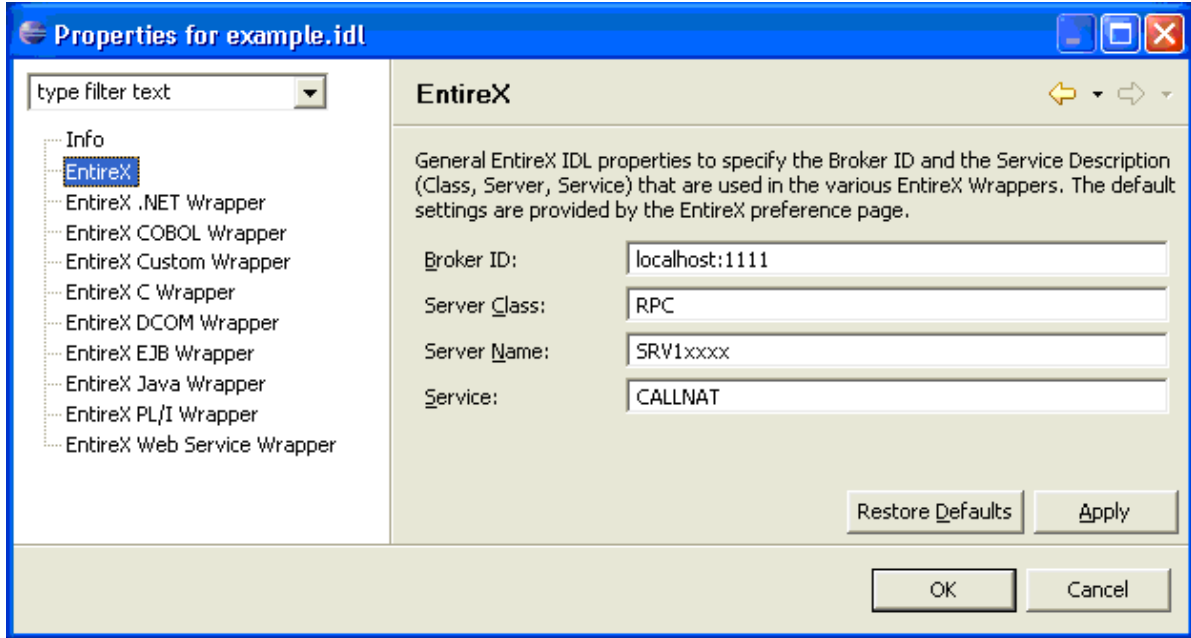 Properties for example.idl
type filter text
Info
EntireX
EntireX .NET Wrapper
EntireX COBOL Wrapper
EntireX Custom Wrapper
EntireX C Wrapper
EntireX DCOM Wrapper
EntireX EJB Wrapper
EntireX Java Wrapper
EntireX PL/I Wrapper
EntireX Web Service Wrapper
EntireX
General EntireX IDL properties to specify the Broker ID and the Service Description
(Class, Server, Service) that are used in the various EntireX Wrappers. The default
settings are provided by the EntireX preference page.
Broker ID: localhost:1111
Server Class: RPC
Server Name: SRV1xxxx
Service: CALLNAT
Restore Defaults Apply
OK Cancel